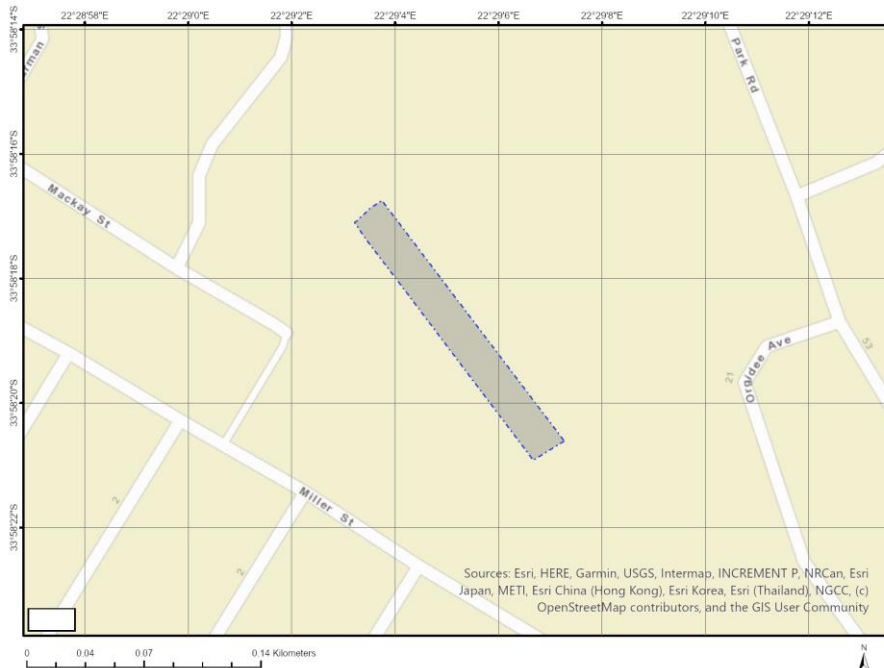 22°28'58"E 22°29'0"E 22°29'2"E 22°29'4"E 22°29'6"E 22°29'8"E 22°29'10"E 22°29'12"E
33°58'14"S
33°58'16"S
33°58'18"S
33°58'20"S
33°58'22"S
Park Rd
Mackay St
53
21
2
2
Miller St
Sources: Esri, HERE, Garmin, USGS, Intermap, INCREMENT P, NRCan, Esri
Japan, METI, Esri China (Hong Kong), Esri Korea, Esri (Thailand), NGCC, (c)
OpenStreetMap contributors, and the GIS User Community
0 0.04 0.07 0.14 Kilometers
N